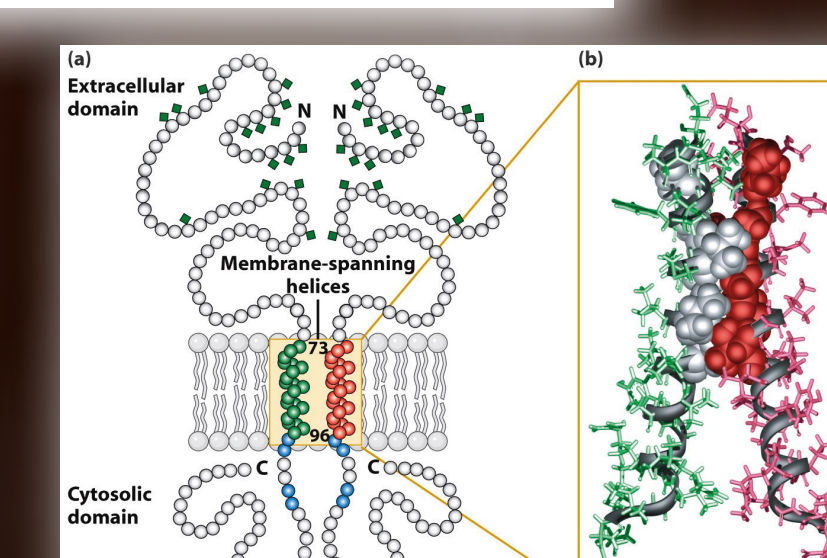 (a)
Extracellular
domain
N N
Membrane-spanning
helices
73
96
C C
Cytosolic
domain
(b)